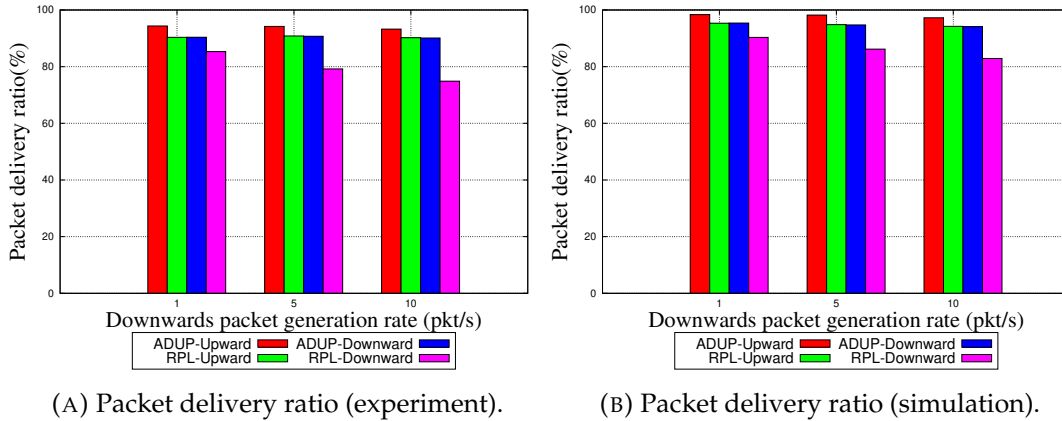 100
80
60
40
20
0
1
5
10
Packet delivery ratio(%)
Downwards packet generation rate (pkt/s)
ADUP-Upward
ADUP-Downward
RPL-Upward
RPL-Downward
(A) Packet delivery ratio (experiment).
100
80
60
40
20
0
1
5
10
Packet delivery ratio(%)
Downwards packet generation rate (pkt/s)
ADUP-Upward
ADUP-Downward
RPL-Upward
RPL-Downward
(B) Packet delivery ratio (simulation).